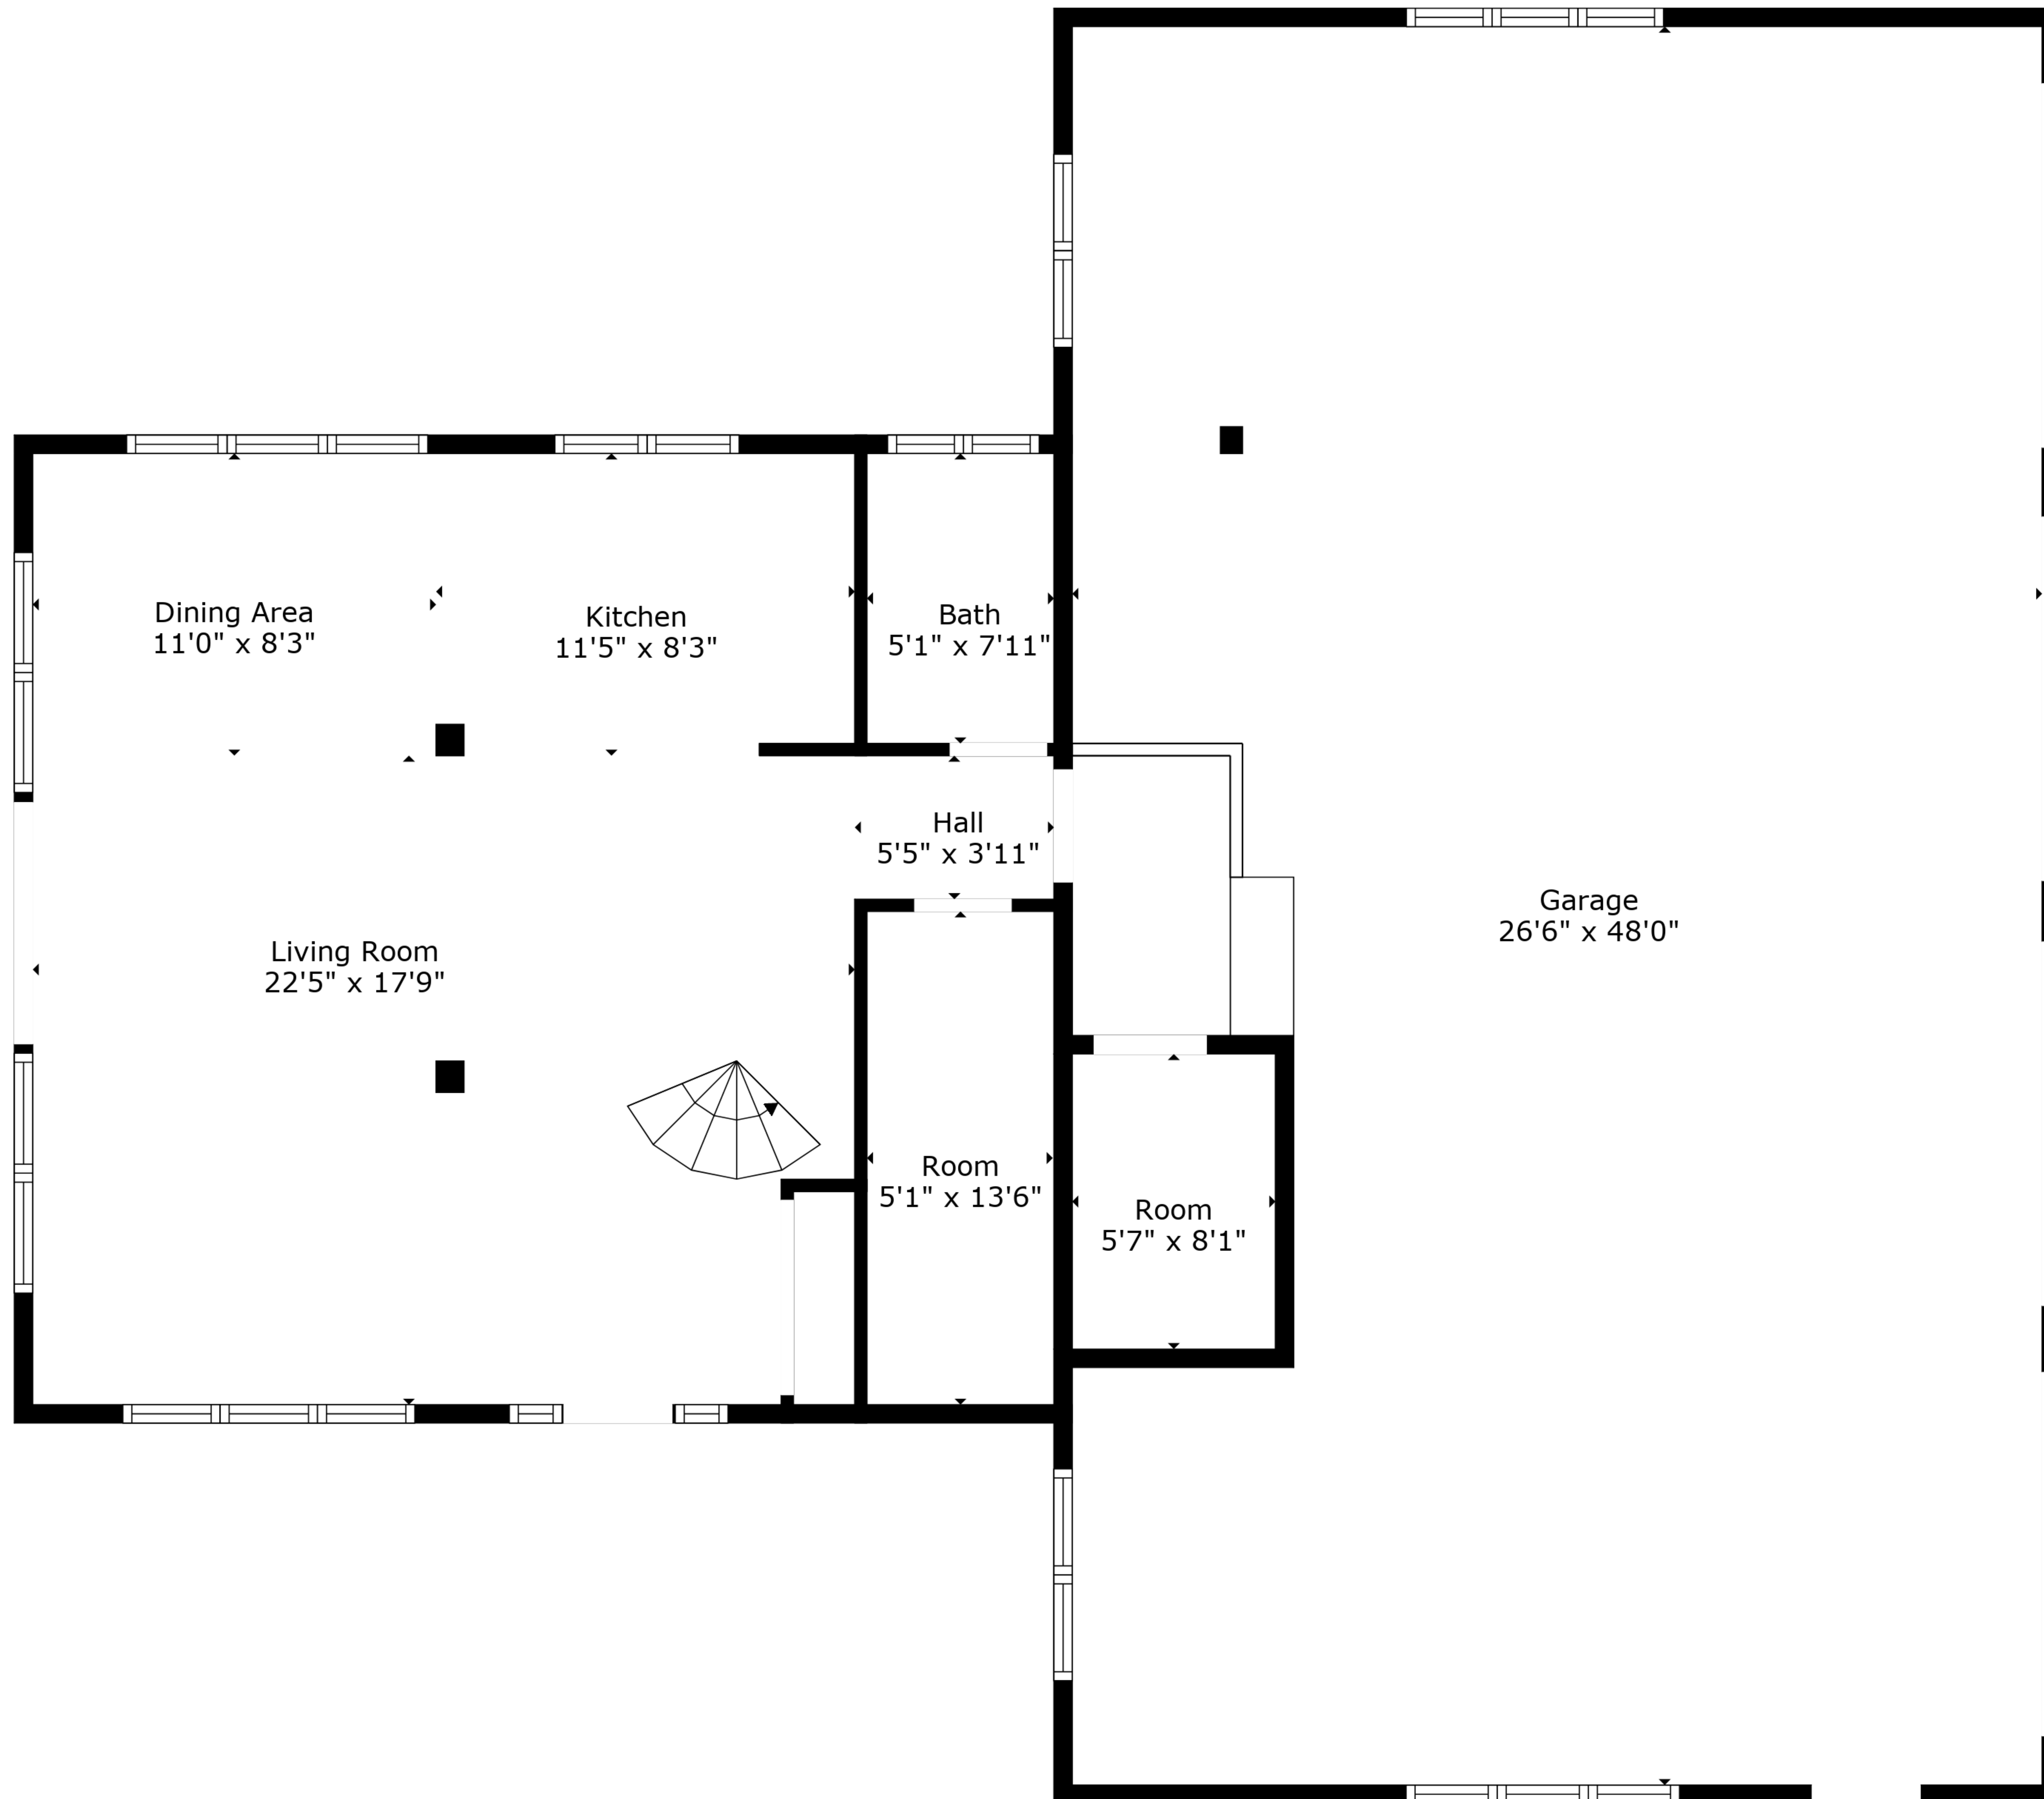 Dining Area
11'0" x 8'3"
Kitchen
11'5" x 8'3"
Bath
5'1" x 7'11"
Hall
5'5" x 3'11"
Garage
26'6" x 48'0"
Living Room
22'5" x 17'9"
Room
5'1" x 13'6"
Room
5'7" x 8'1"